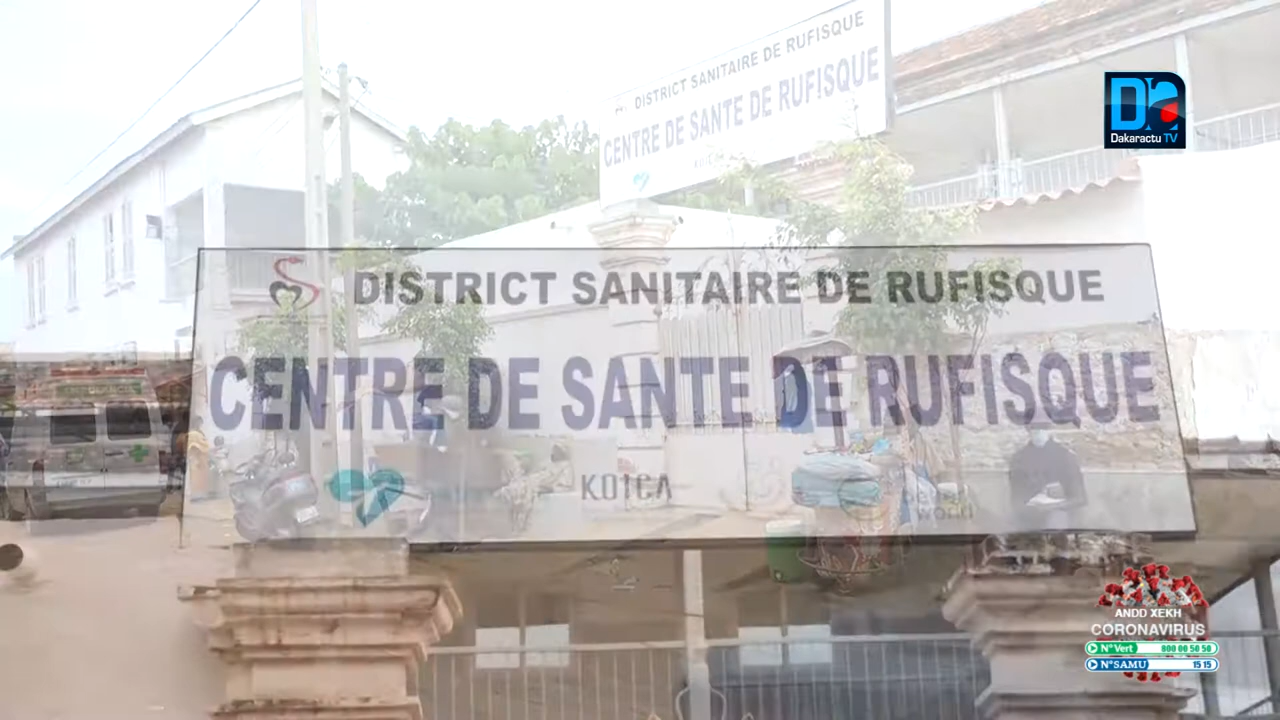 DISTRICT SANITAIRE DE RUFISQUE
CENTRE DE SANTE DE RUFISQUE
Dakaractu TV
DISTRICT SANITAIRE DE RUFISQUE
CENTRE DE SANTE DE RUFISQUE
KOICA
ANDD XEKH
CORONAVIRUS
N° Vert 800 00 50 50
N° SAMU 15 15